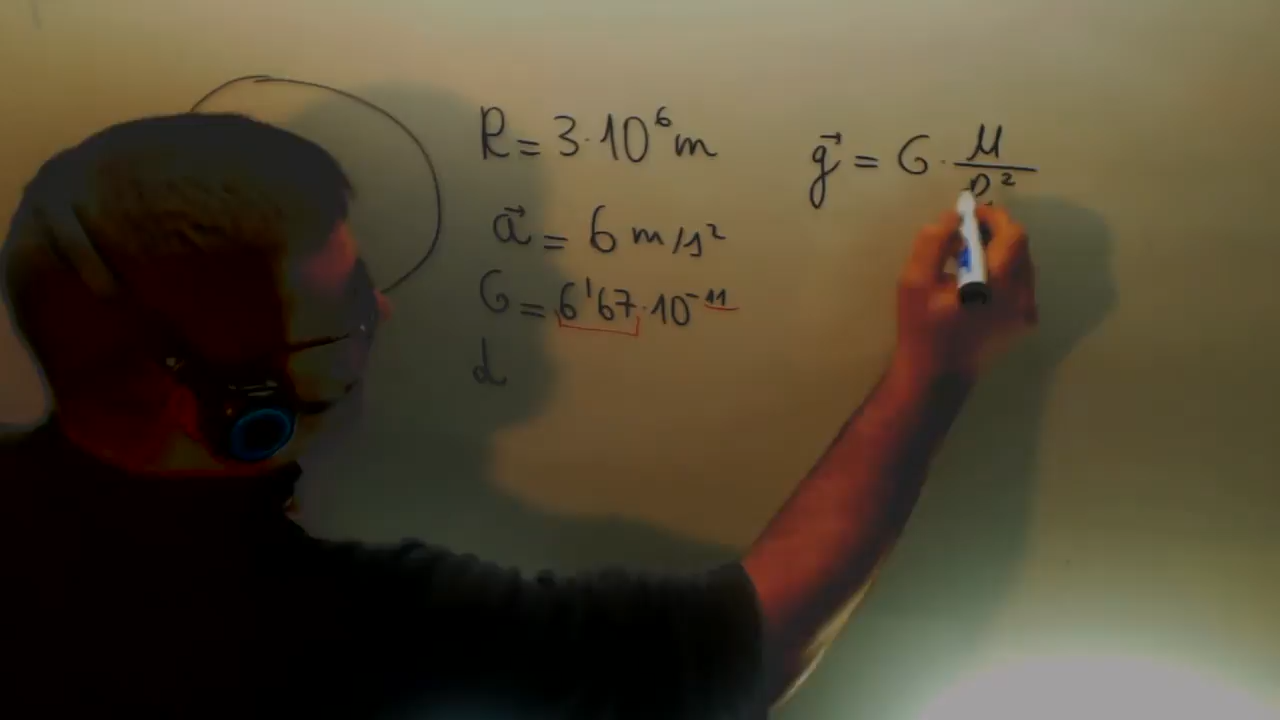 R = 3·10⁶ m
a⃗ = 6 m/s²
G = 6'67·10⁻¹¹
d
g⃗ = G · M/R²